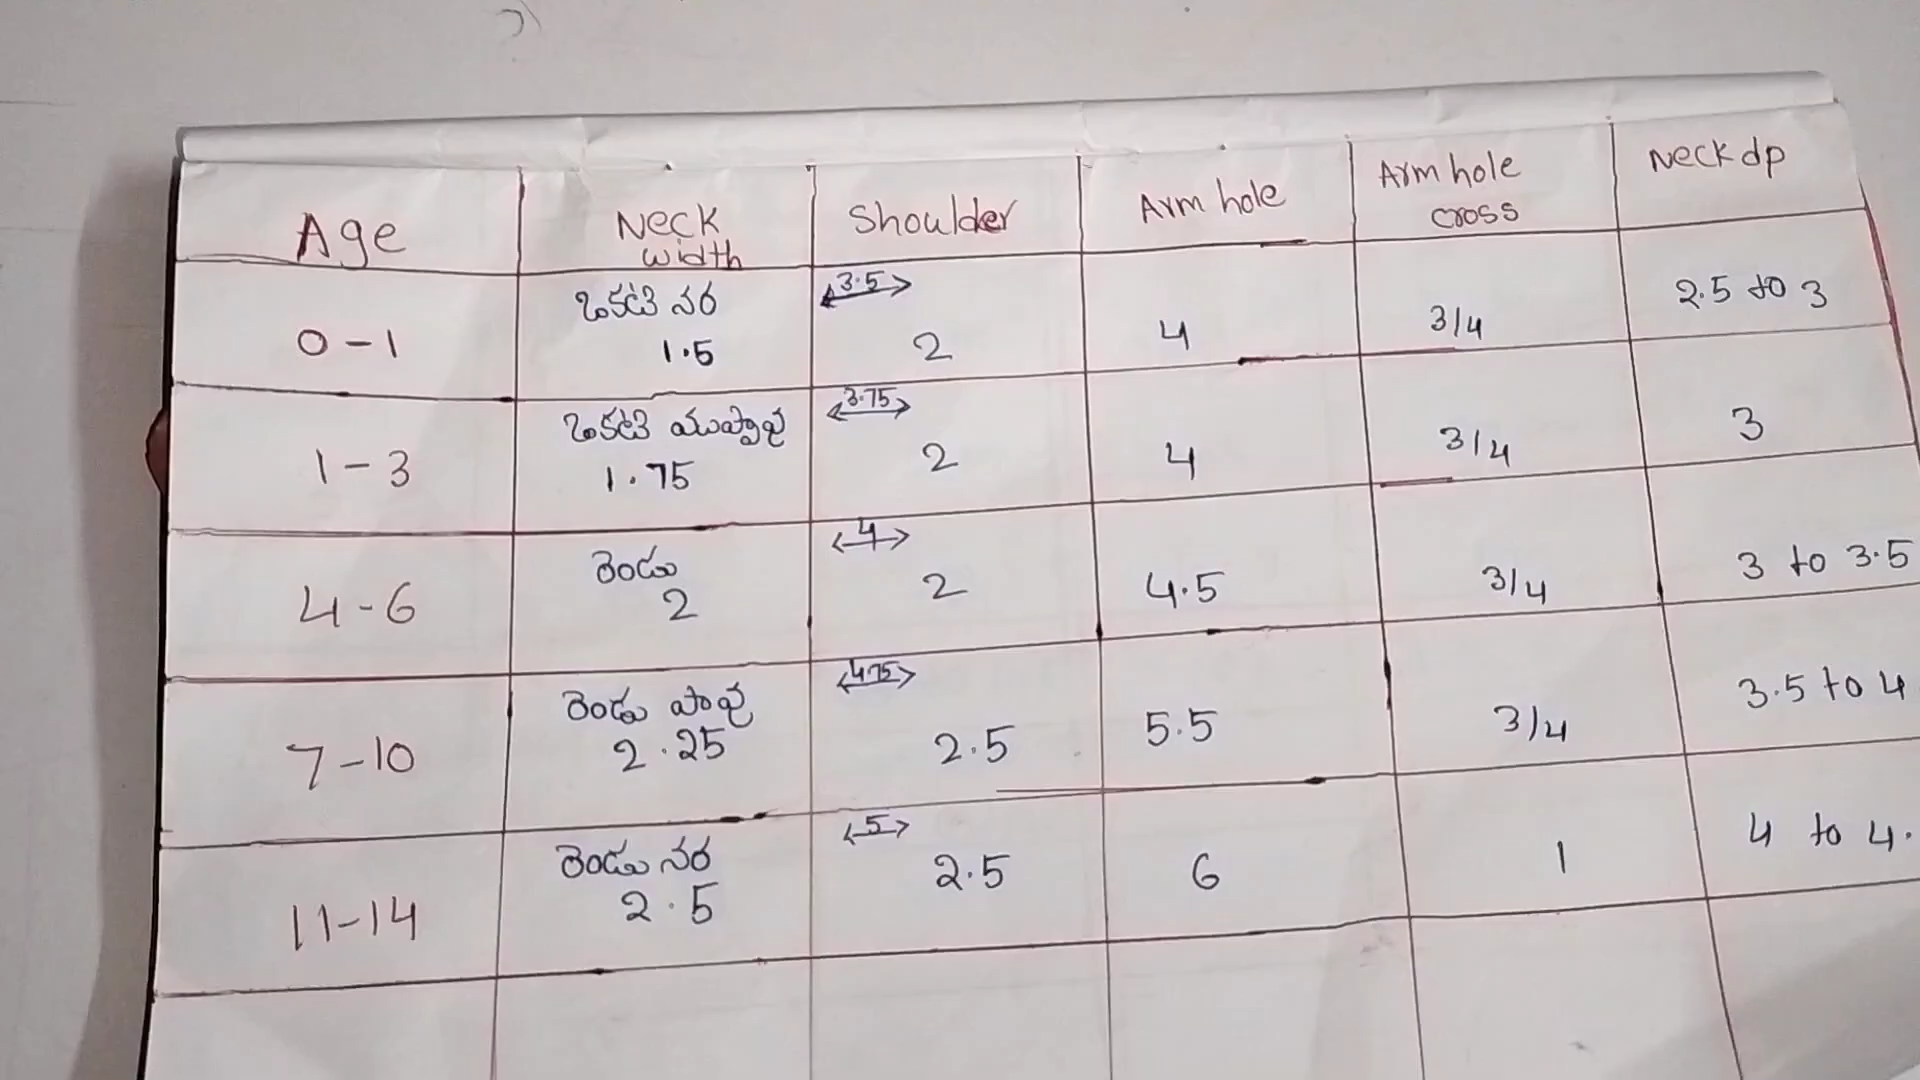 Age
Neck
width
Shoulder
Arm hole
Arm hole
cross
Neck dp
0-1
ఒకటి నర
1.5
3.5
2
4
3/4
2.5 to 3
1-3
ఒకటి ముప్పావు
1.75
3.75
2
4
3/4
3
4-6
రెండు
2
4
2
4.5
3/4
3 to 3.5
7-10
రెండు పావు
2.25
4.75
2.5
5.5
3/4
3.5 to 4
11-14
రెండు నర
2.5
5
2.5
6
1
4 to 4.